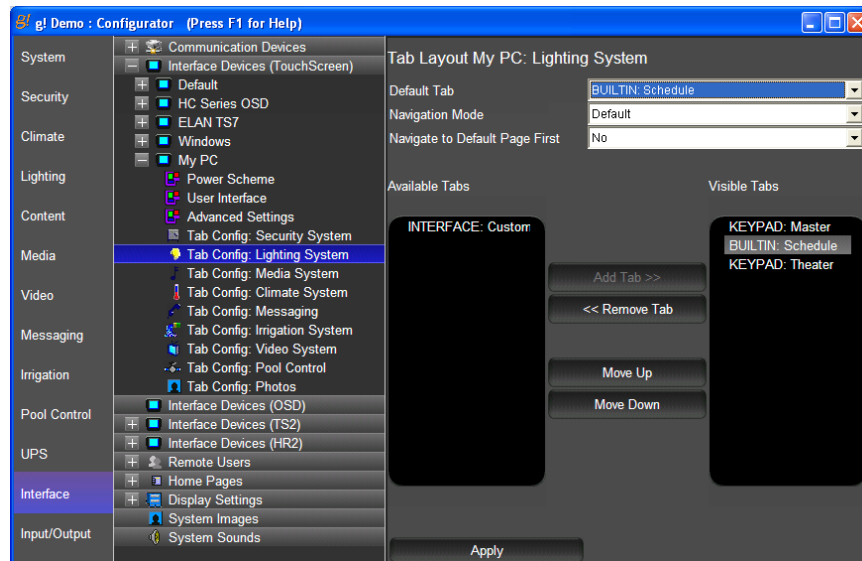 g! Demo : Configurator (Press F1 for Help)
System
Security
Climate
Lighting
Content
Media
Video
Messaging
Irrigation
Pool Control
UPS
Interface
Input/Output
Communication Devices
Interface Devices (TouchScreen)
Default
HC Series OSD
ELAN TS7
Windows
My PC
Power Scheme
User Interface
Advanced Settings
Tab Config: Security System
Tab Config: Lighting System
Tab Config: Media System
Tab Config: Climate System
Tab Config: Messaging
Tab Config: Irrigation System
Tab Config: Video System
Tab Config: Pool Control
Tab Config: Photos
Interface Devices (OSD)
Interface Devices (TS2)
Interface Devices (HR2)
Remote Users
Home Pages
Display Settings
System Images
System Sounds
Tab Layout My PC: Lighting System
Default Tab BUILTIN: Schedule
Navigation Mode Default
Navigate to Default Page First No
Available Tabs
INTERFACE: Custom
Add Tab >>
<< Remove Tab
Move Up
Move Down
Visible Tabs
KEYPAD: Master
BUILTIN: Schedule
KEYPAD: Theater
Apply